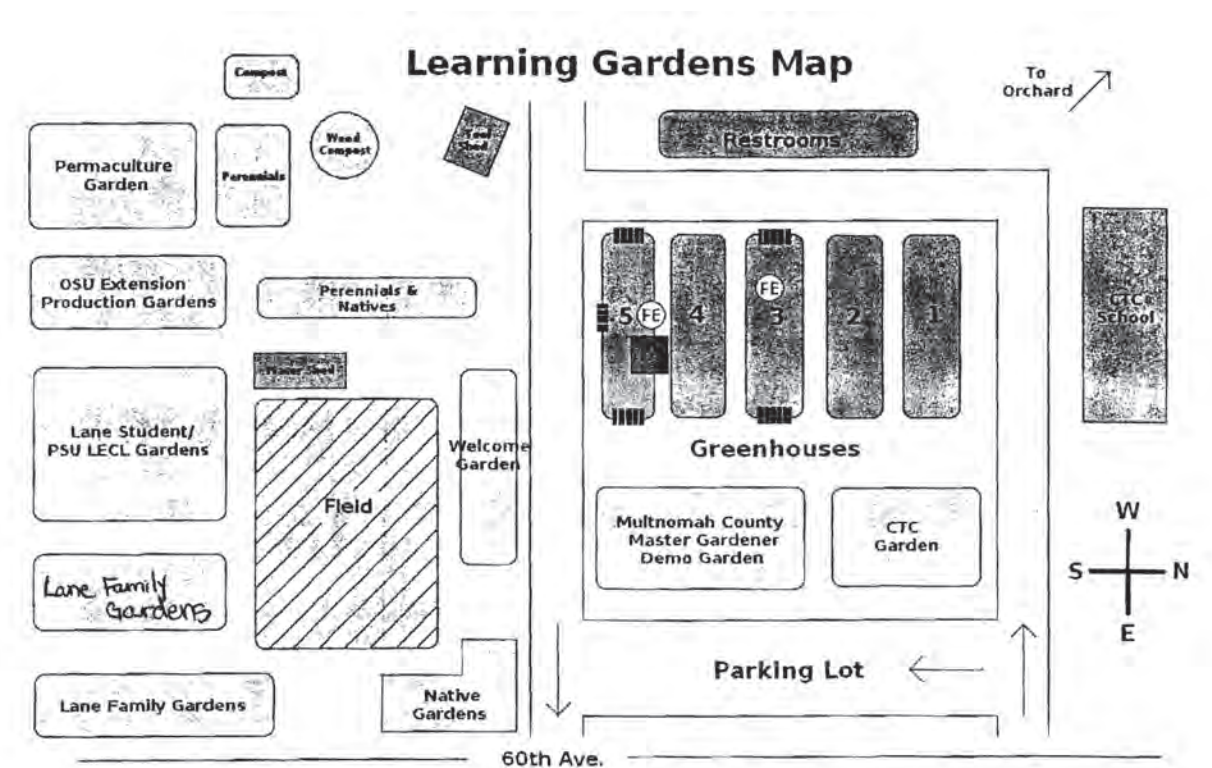 Learning Gardens Map
To
Orchard
Compost
Permaculture
Garden
Perennials
Wood
Compost
Tool
Shed
Restrooms
OSU Extension
Production Gardens
Perennials &
Natives
5
FE
4
FE
3
2
1
CTC
School
Shed
Lane Student/
PSU LECL Gardens
Welcome
Garden
Field
Greenhouses
Multnomah County
Master Gardener
Demo Garden
CTC
Garden
W
S
N
E
Lane Family
Gardens
Lane Family Gardens
Native
Gardens
Parking Lot
60th Ave.